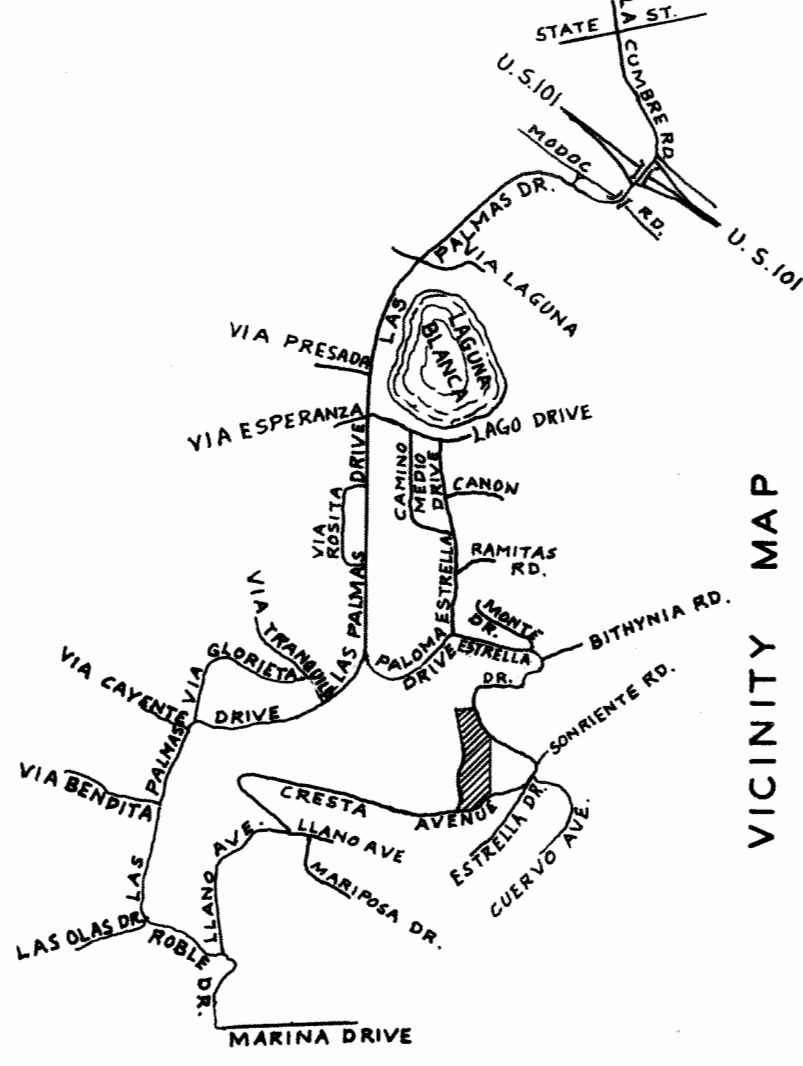 LA CUMBRE RD
STATE ST.
U.S.101
MODOC RD.
U.S.101
LAS PALMAS DR.
VIA LAGUNA
LAGUNA BLANCA
VIA PRESADA
VIA ESPERANZA
LAGO DRIVE
LAS PALMAS DRIVE
CAMINO MEDIO
DRIVE
CANON
VIA ROSITA
ESTRELLA
RAMITAS RD.
MONTE DR.
BITHYNIA RD.
VIA TRANQUILA
PALOMA DRIVE
ESTRELLA DR.
VIA GLORIETA
VIA CAYENTE
DRIVE
SONRIENTE RD.
PALMAS
VIA BENDITA
CRESTA AVENUE
ESTRELLA DR.
CUERVO AVE.
LLANO AVE.
LLANO AVE
MARIPOSA DR.
LAS
LAS OLAS DR.
ROBLE DR.
MARINA DRIVE
VICINITY MAP